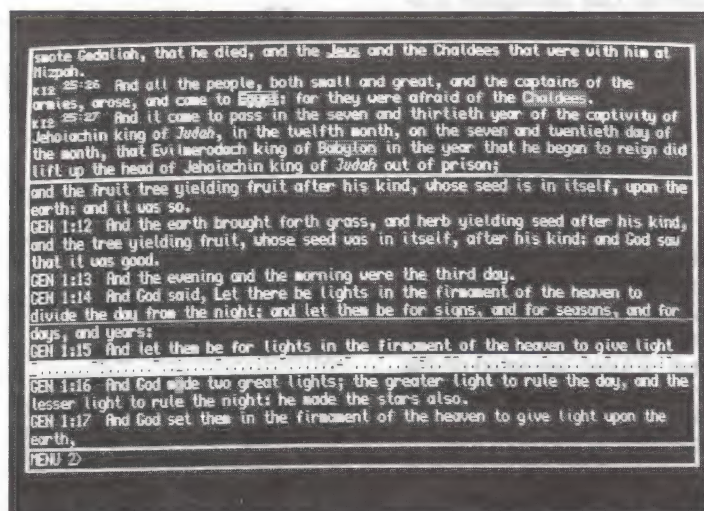 smote Gedaliah, that he died, and the Jews and the Chaldees that were with him at
Mizpah.
KI2 25:26 And all the people, both small and great, and the captains of the
armies, arose, and came to Egypt: for they were afraid of the Chaldees.
KI2 25:27 And it came to pass in the seven and thirtieth year of the captivity of
Jehoiachin king of Judah, in the twelfth month, on the seven and twentieth day of
the month, that Evilmerodach king of Babylon in the year that he began to reign did
lift up the head of Jehoiachin king of Judah out of prison;
and the fruit tree yielding fruit after his kind, whose seed is in itself, upon the
earth: and it was so.
GEN 1:12 And the earth brought forth grass, and herb yielding seed after his kind,
and the tree yielding fruit, whose seed was in itself, after his kind: and God saw
that it was good.
GEN 1:13 And the evening and the morning were the third day.
GEN 1:14 And God said, Let there be lights in the firmament of the heaven to
divide the day from the night; and let them be for signs, and for seasons, and for
days, and years:
GEN 1:15 And let them be for lights in the firmament of the heaven to give light
GEN 1:16 And God made two great lights; the greater light to rule the day, and the
lesser light to rule the night: he made the stars also.
GEN 1:17 And God set them in the firmament of the heaven to give light upon the
earth,
MENU 2>